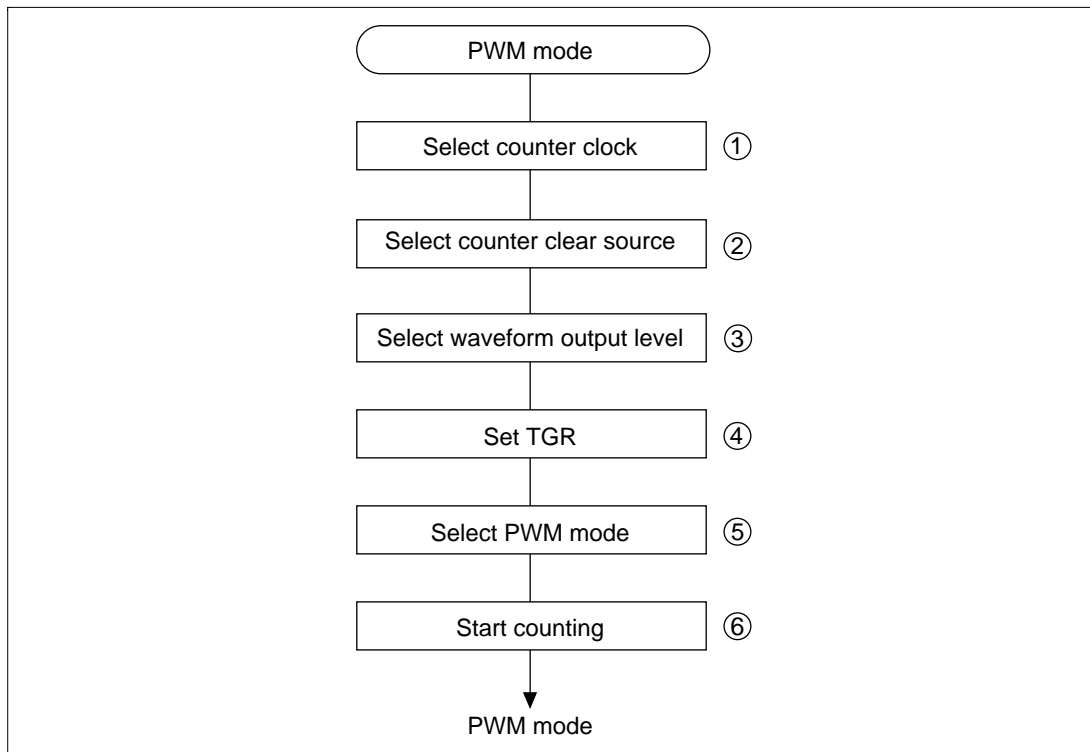 PWM mode
Select counter clock ①
Select counter clear source ②
Select waveform output level ③
Set TGR ④
Select PWM mode ⑤
Start counting ⑥
PWM mode